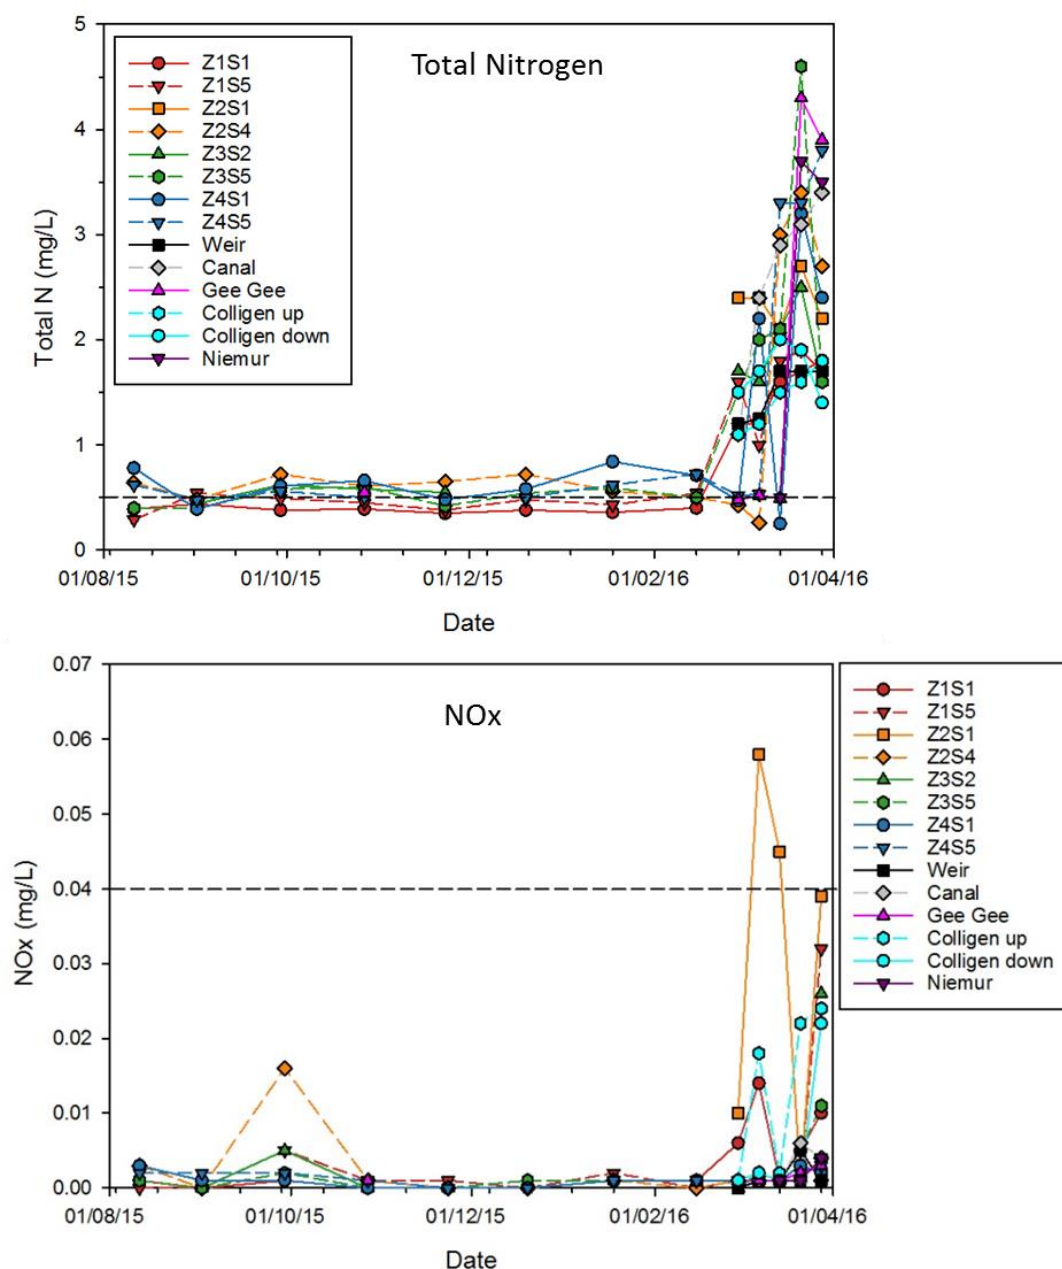 Total Nitrogen
5
4
3
2
1
0
Total N (mg/L)
Z1S1
Z1S5
Z2S1
Z2S4
Z3S2
Z3S5
Z4S1
Z4S5
Weir
Canal
Gee Gee
Colligen up
Colligen down
Niemur
01/08/15 01/10/15 01/12/15 01/02/16 01/04/16
Date
NOx
0.07
0.06
0.05
0.04
0.03
0.02
0.01
0.00
NOx (mg/L)
01/08/15 01/10/15 01/12/15 01/02/16 01/04/16
Date
Z1S1
Z1S5
Z2S1
Z2S4
Z3S2
Z3S5
Z4S1
Z4S5
Weir
Canal
Gee Gee
Colligen up
Colligen down
Niemur